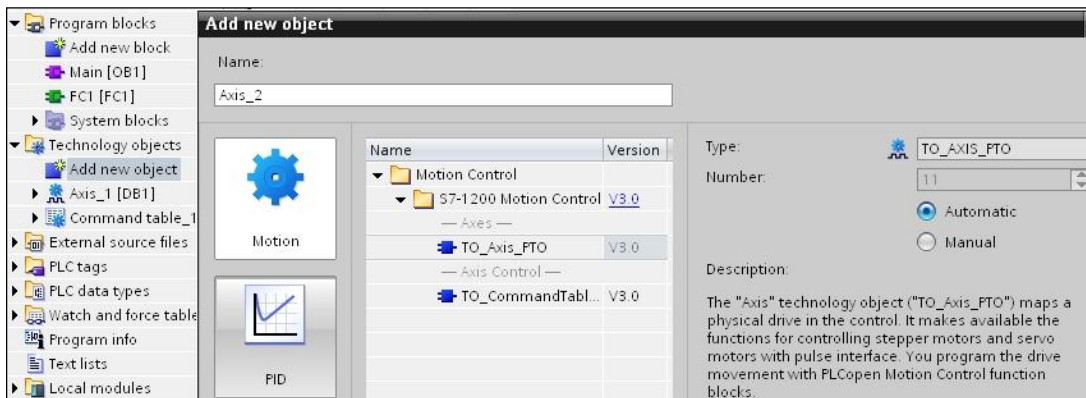 Program blocks
Add new block
Main [OB1]
FC1 [FC1]
System blocks
Technology objects
Add new object
Axis_1 [DB1]
Command table_1
External source files
PLC tags
PLC data types
Watch and force table
Program info
Text lists
Local modules
Add new object
Name:
Axis_2
Motion
PID
Name Version
Motion Control
S7-1200 Motion Control V3.0
— Axes —
TO_Axis_PTO V3.0
— Axis Control —
TO_CommandTabl... V3.0
Type: TO_AXIS_PTO
Number: 11
Automatic
Manual
Description:
The "Axis" technology object ("TO_Axis_PTO") maps a
physical drive in the control. It makes available the
functions for controlling stepper motors and servo
motors with pulse interface. You program the drive
movement with PLCopen Motion Control function
blocks.